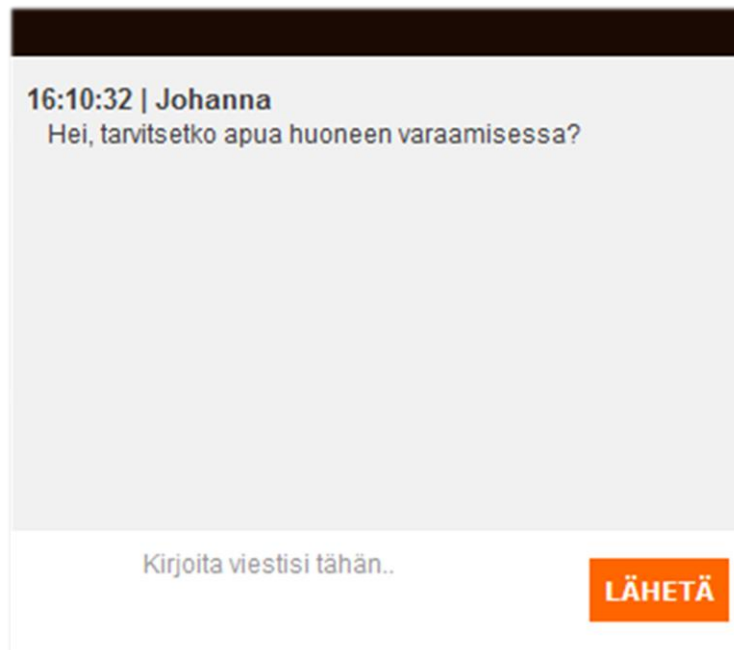 16:10:32 | Johanna
Hei, tarvitsetko apua huoneen varaamisessa?
Kirjoita viestisi tähän..
LÄHETÄ